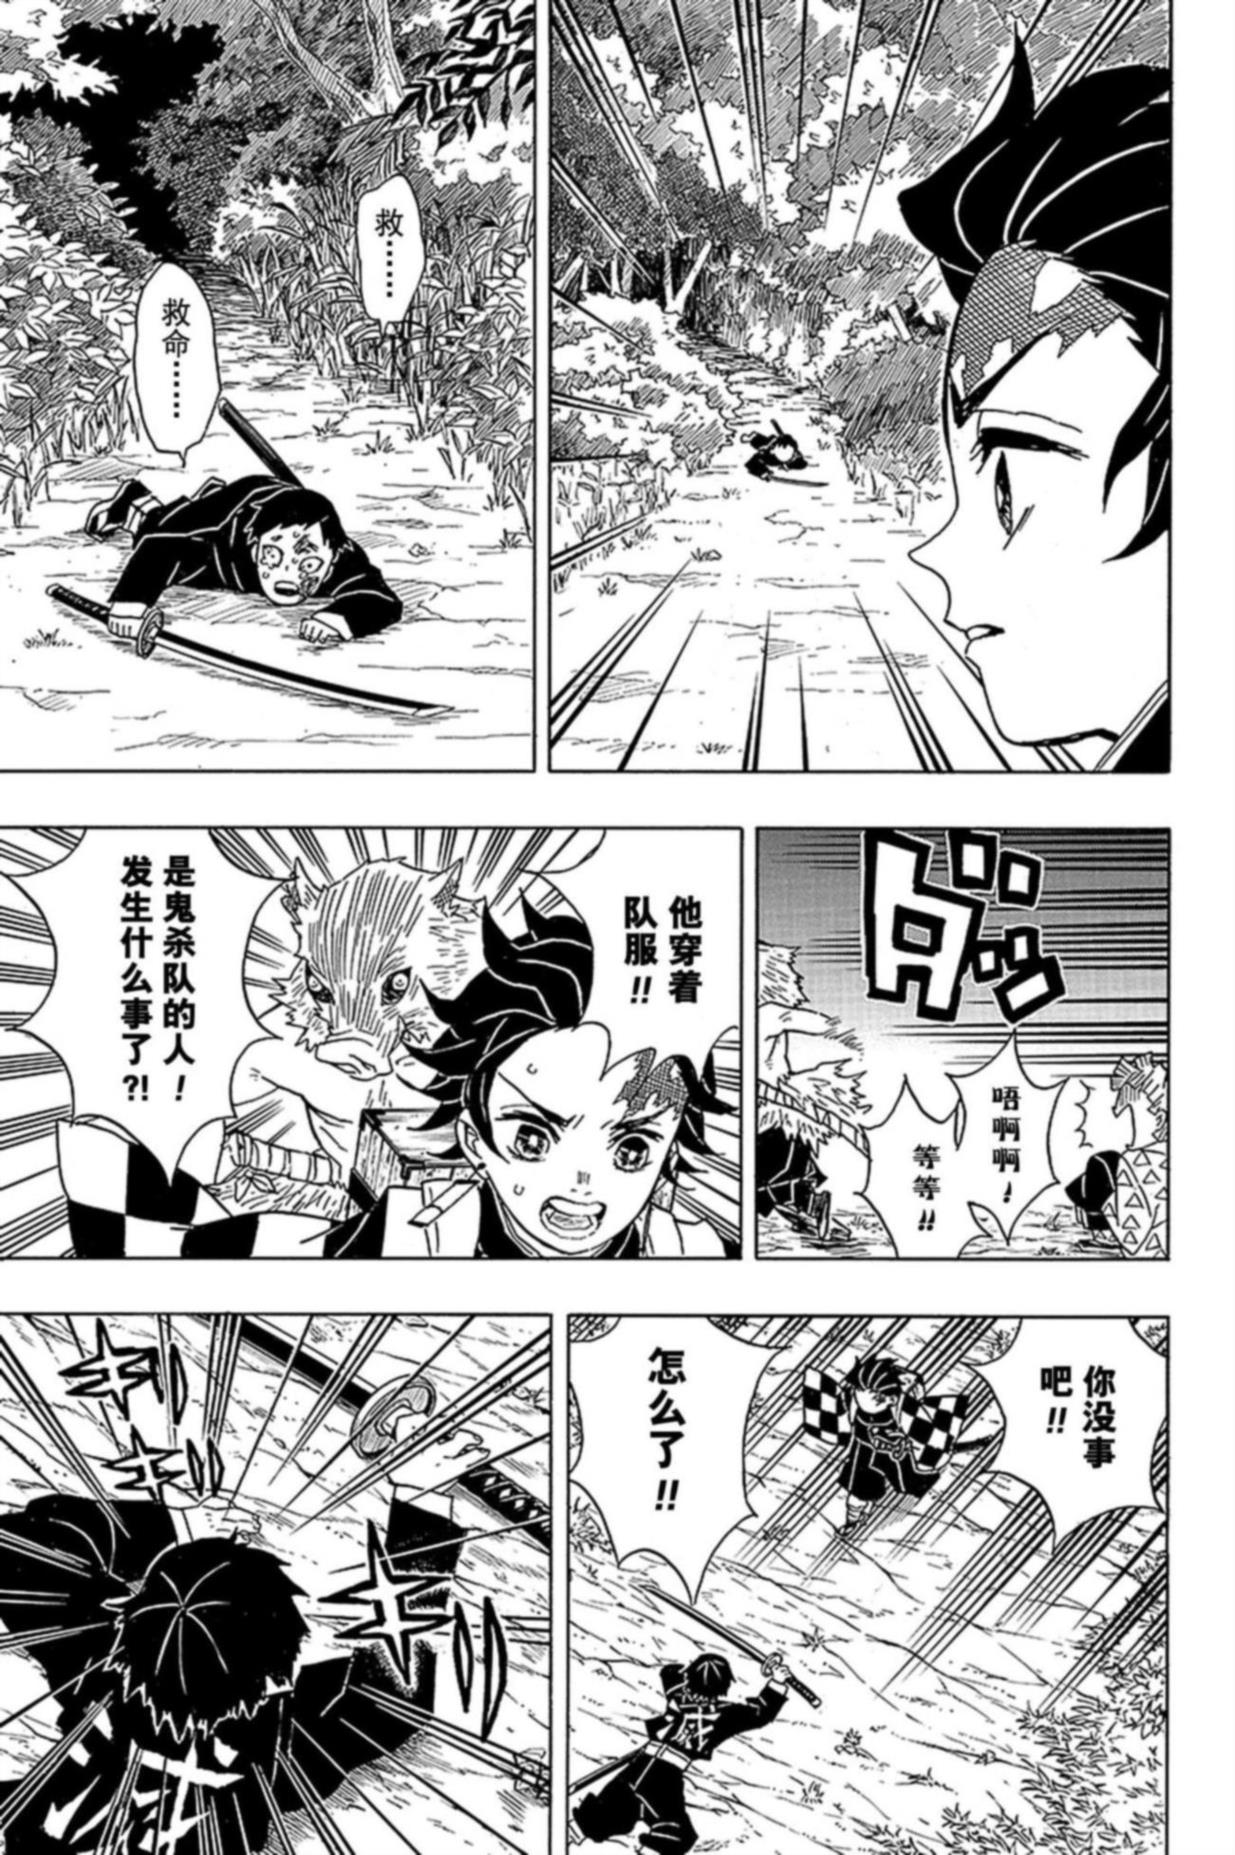 救……
救命……
唔啊啊！
等等!!
他穿着
队服!!
是鬼杀队的人！
发生什么事了?!
你没事
吧!!
怎么了!!
滅